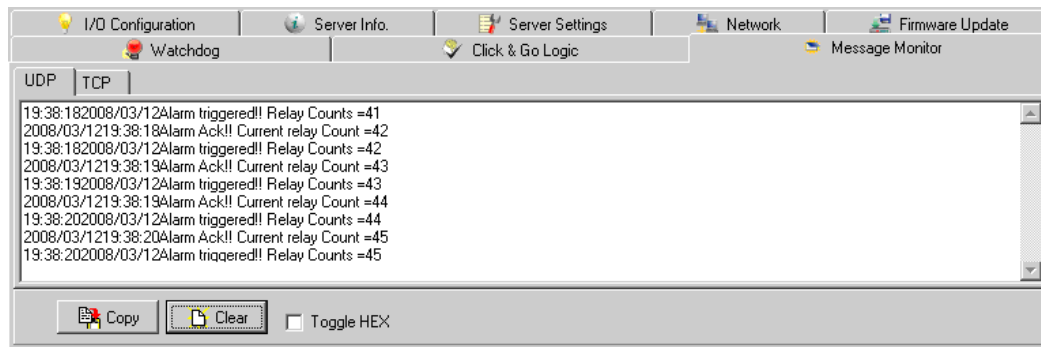 I/O Configuration
Server Info.
Server Settings
Network
Firmware Update
Watchdog
Click & Go Logic
Message Monitor
UDP
TCP
19:38:182008/03/12Alarm triggered!! Relay Counts =41
2008/03/1219:38:18Alarm Ack!! Current relay Count =42
19:38:182008/03/12Alarm triggered!! Relay Counts =42
2008/03/1219:38:19Alarm Ack!! Current relay Count =43
19:38:192008/03/12Alarm triggered!! Relay Counts =43
2008/03/1219:38:19Alarm Ack!! Current relay Count =44
19:38:202008/03/12Alarm triggered!! Relay Counts =44
2008/03/1219:38:20Alarm Ack!! Current relay Count =45
19:38:202008/03/12Alarm triggered!! Relay Counts =45
Copy
Clear
Toggle HEX